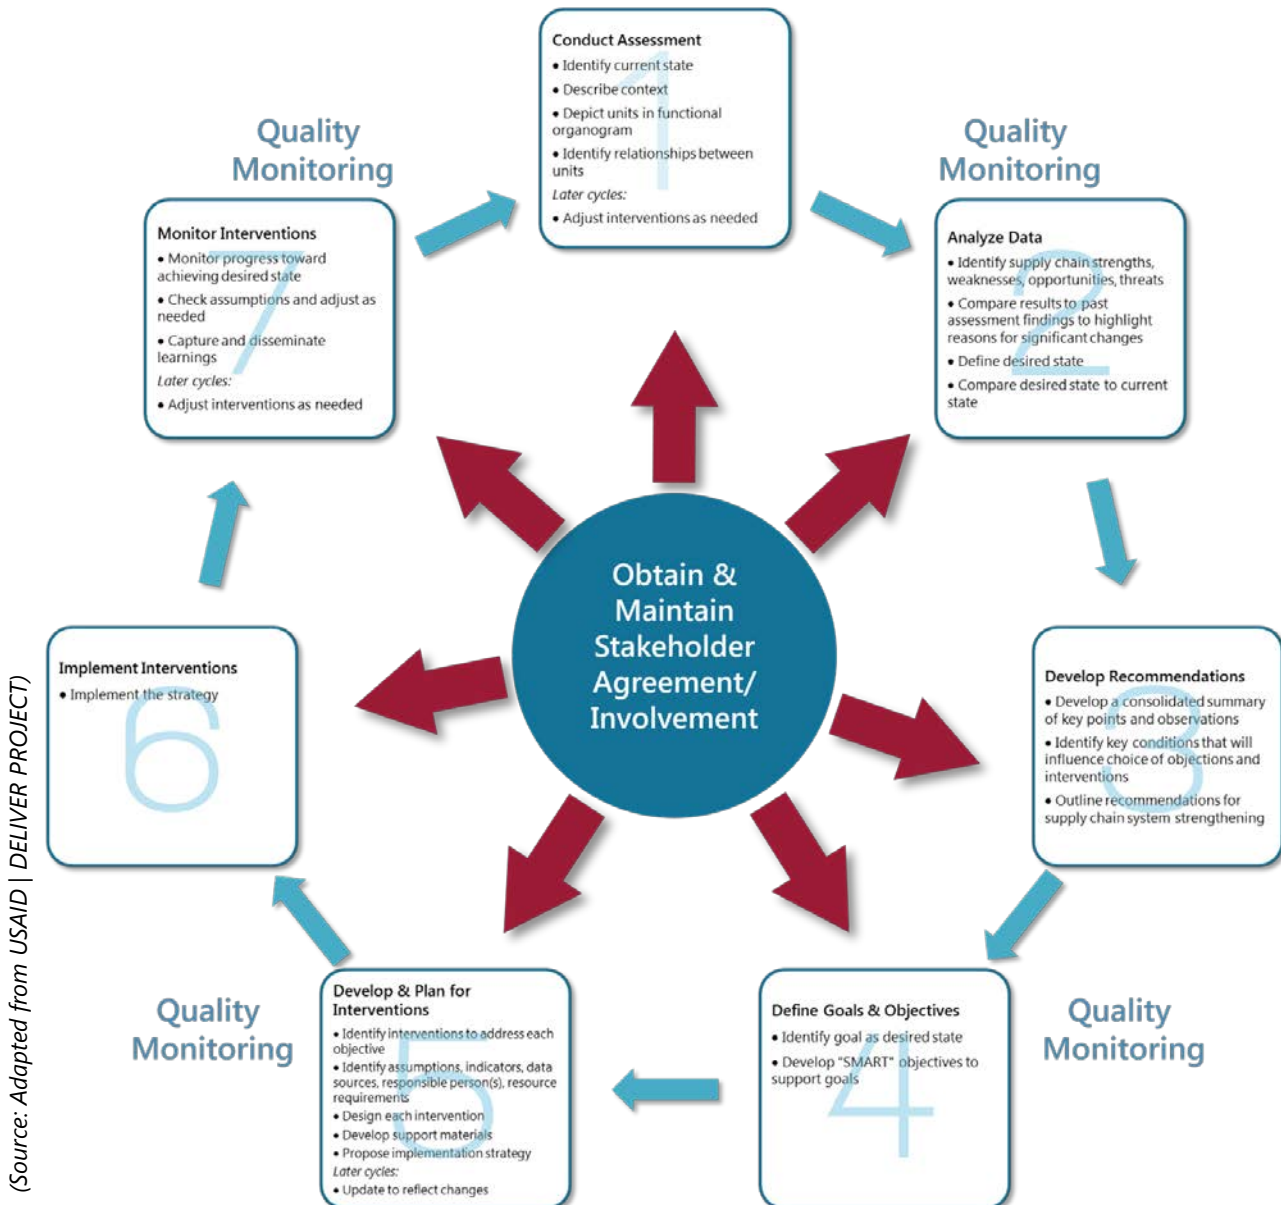 Conduct Assessment
• Identify current state
• Describe context
• Depict units in functional
organogram
• Identify relationships between
units
Later cycles:
• Adjust interventions as needed
1
Quality
Monitoring
Analyze Data
• Identify supply chain strengths,
weaknesses, opportunities, threats
• Compare results to past
assessment findings to highlight
reasons for significant changes
• Define desired state
• Compare desired state to current
state
2
Develop Recommendations
• Develop a consolidated summary
of key points and observations
• Identify key conditions that will
influence choice of objections and
interventions
• Outline recommendations for
supply chain system strengthening
3
Quality
Monitoring
Define Goals & Objectives
• Identify goal as desired state
• Develop "SMART" objectives to
support goals
4
Develop & Plan for
Interventions
• Identify interventions to address each
objective
• Identify assumptions, indicators, data
sources, responsible person(s), resource
requirements
• Design each intervention
• Develop support materials
• Propose implementation strategy
Later cycles:
• Update to reflect changes
5
Quality
Monitoring
Implement Interventions
• Implement the strategy
6
Quality
Monitoring
Monitor Interventions
• Monitor progress toward
achieving desired state
• Check assumptions and adjust as
needed
• Capture and disseminate
learnings
Later cycles:
• Adjust interventions as needed
7
Obtain &
Maintain
Stakeholder
Agreement/
Involvement
(Source: Adapted from USAID | DELIVER PROJECT)